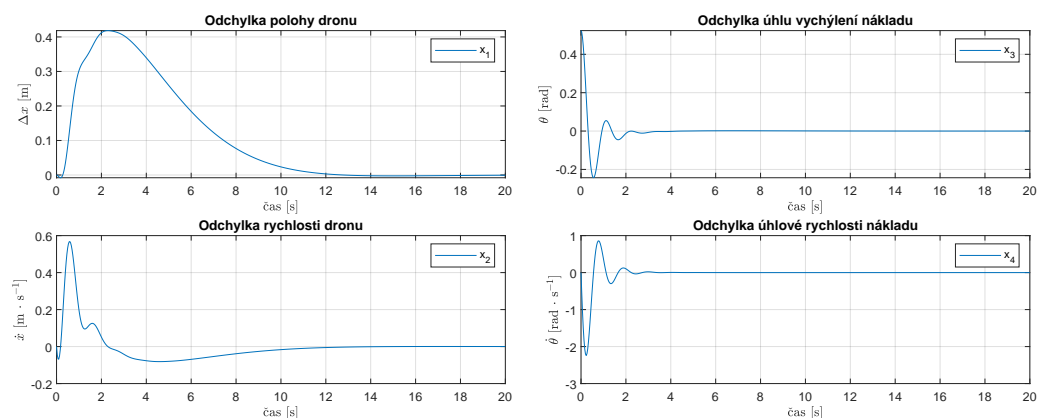 Odchylka polohy dronu
0.4
0.3
0.2
0.1
0
Δx [m]
x₁
0 2 4 6 8 10 12 14 16 18 20
čas [s]
Odchylka úhlu vychýlení nákladu
0.4
0.2
0
-0.2
θ [rad]
x₃
0 2 4 6 8 10 12 14 16 18 20
čas [s]
Odchylka rychlosti dronu
0.6
0.4
0.2
0
-0.2
ẋ [m · s⁻¹]
x₂
0 2 4 6 8 10 12 14 16 18 20
čas [s]
Odchylka úhlové rychlosti nákladu
1
0
-1
-2
-3
θ̇ [rad · s⁻¹]
x₄
0 2 4 6 8 10 12 14 16 18 20
čas [s]